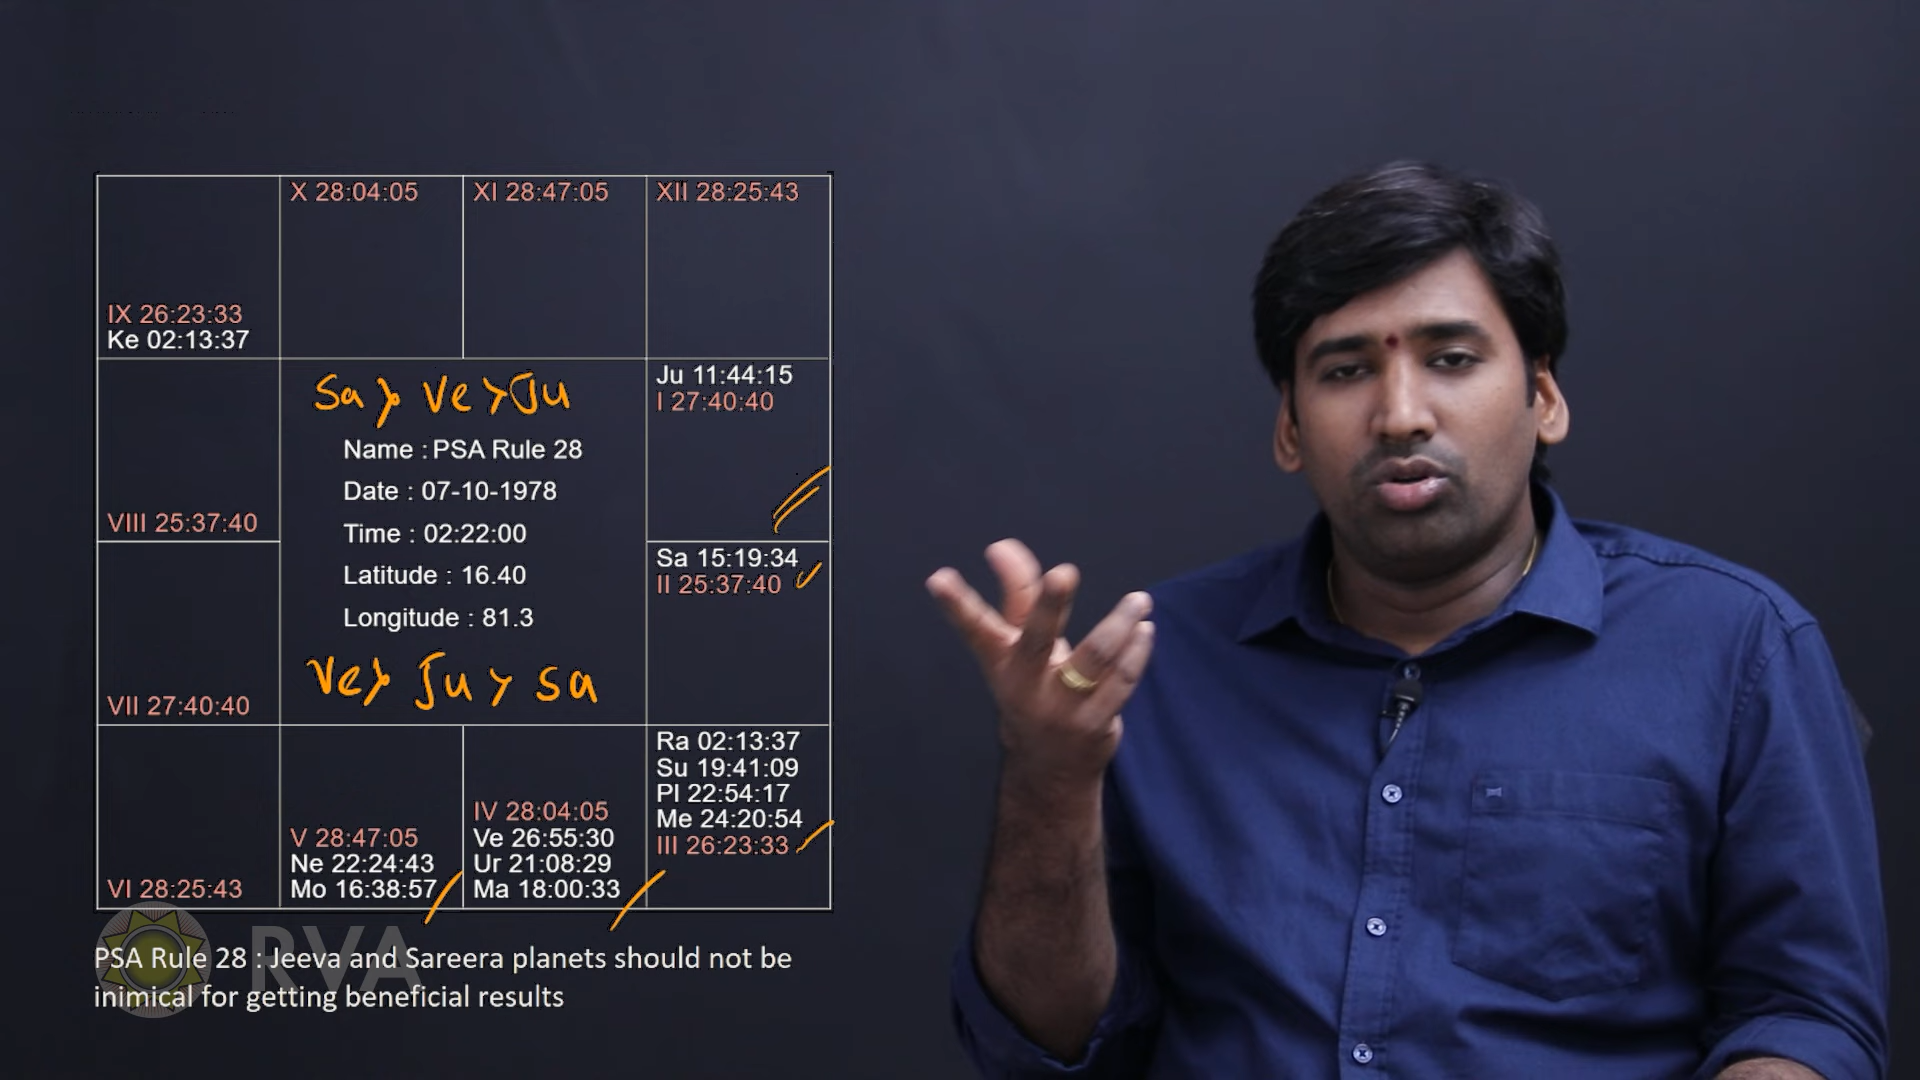 X 28:04:05
XI 28:47:05
XII 28:25:43
IX 26:23:33
Ke 02:13:37
Ju 11:44:15
I 27:40:40
Sa > Ve > Ju
Name : PSA Rule 28
Date : 07-10-1978
Time : 02:22:00
Latitude : 16.40
Longitude : 81.3
Ve > Ju > Sa
VIII 25:37:40
Sa 15:19:34
II 25:37:40
VII 27:40:40
Ra 02:13:37
Su 19:41:09
Pl 22:54:17
Me 24:20:54
III 26:23:33
VI 28:25:43
V 28:47:05
Ne 22:24:43
Mo 16:38:57
IV 28:04:05
Ve 26:55:30
Ur 21:08:29
Ma 18:00:33
RVA
PSA Rule 28 : Jeeva and Sareera planets should not be
inimical for getting beneficial results